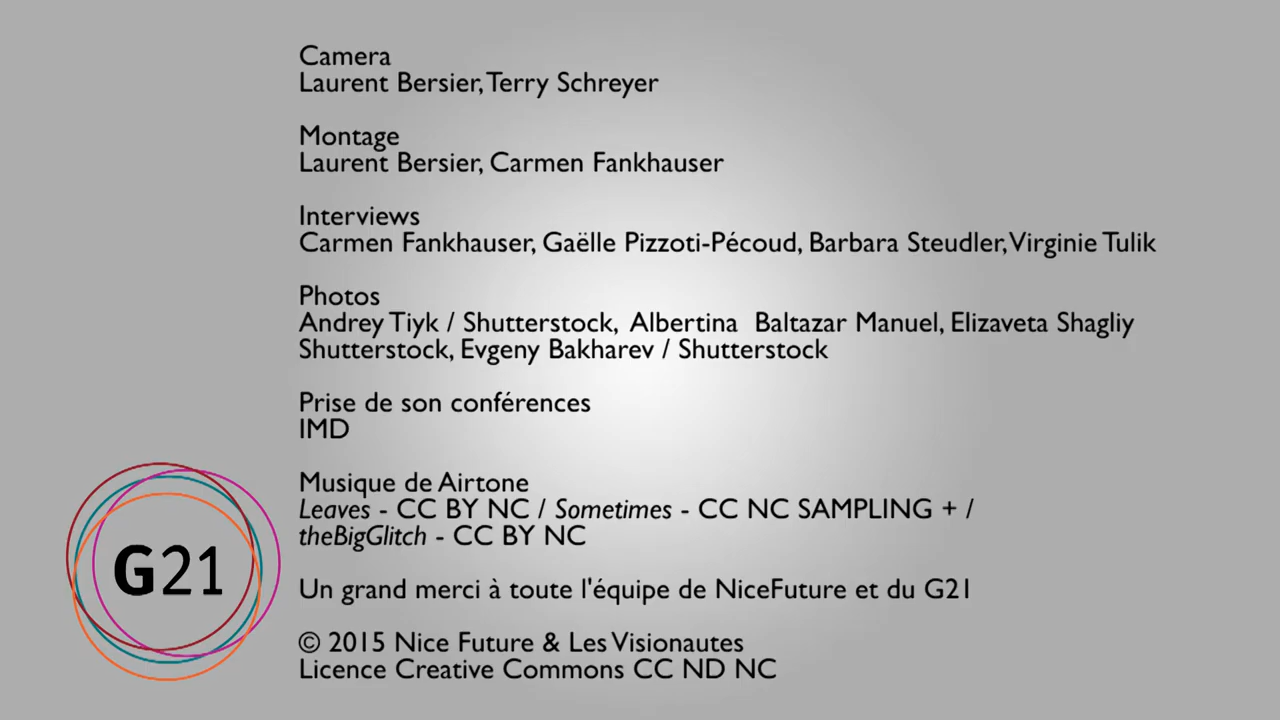 Camera
Laurent Bersier, Terry Schreyer
Montage
Laurent Bersier, Carmen Fankhauser
Interviews
Carmen Fankhauser, Gaëlle Pizzoti-Pécoud, Barbara Steudler, Virginie Tulik
Photos
Andrey Tiyk / Shutterstock, Albertina Baltazar Manuel, Elizaveta Shagliy
Shutterstock, Evgeny Bakharev / Shutterstock
Prise de son conférences
IMD
Musique de Airtone
Leaves - CC BY NC / Sometimes - CC NC SAMPLING + /
theBigGlitch - CC BY NC
G21
Un grand merci à toute l'équipe de NiceFuture et du G21
© 2015 Nice Future & Les Visionautes
Licence Creative Commons CC ND NC